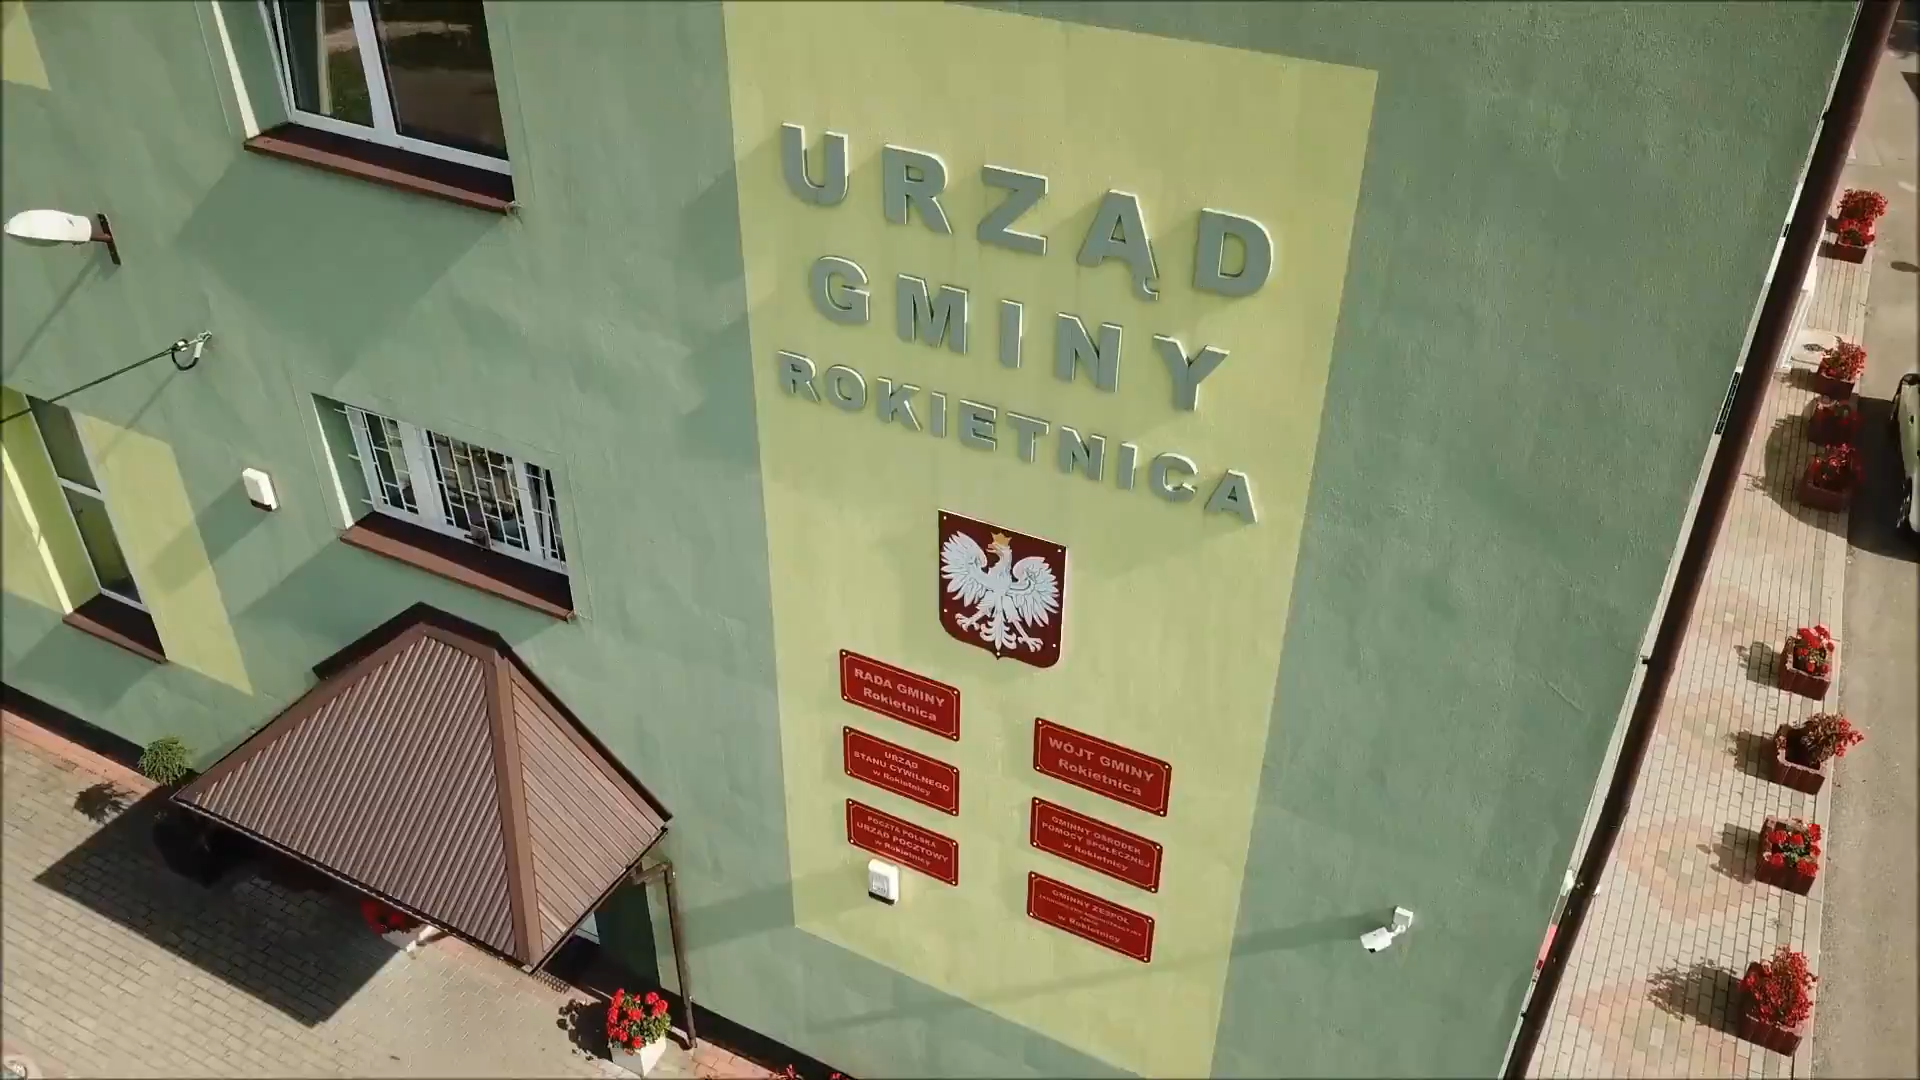 URZĄD
GMINY
ROKIETNICA
RADA GMINY
Rokietnica
URZĄD
STANU CYWILNEGO
w Rokietnicy
POCZTA POLSKA
URZĄD POCZTOWY
w Rokietnicy
WÓJT GMINY
Rokietnica
GMINNY OŚRODEK
POMOCY SPOŁECZNEJ
w Rokietnicy
GMINNY ZESPÓŁ
w Rokietnicy